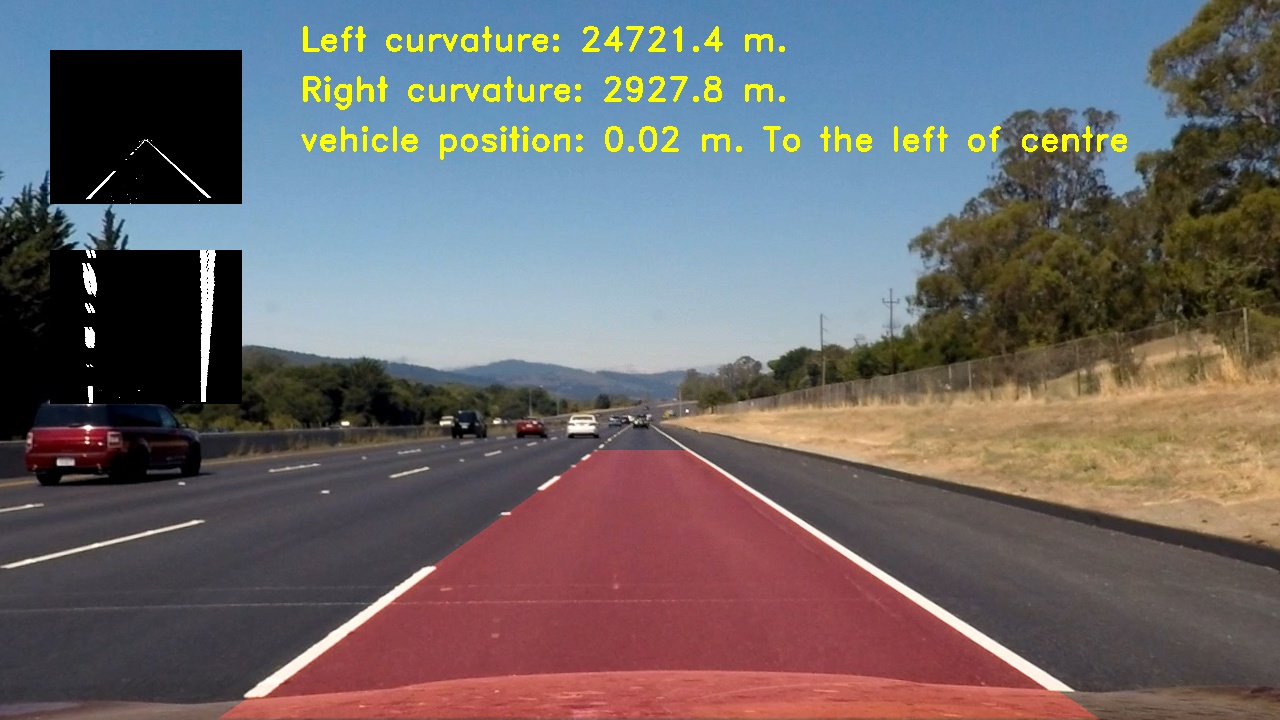 Left curvature: 24721.4 m.
Right curvature: 2927.8 m.
vehicle position: 0.02 m. To the left of centre